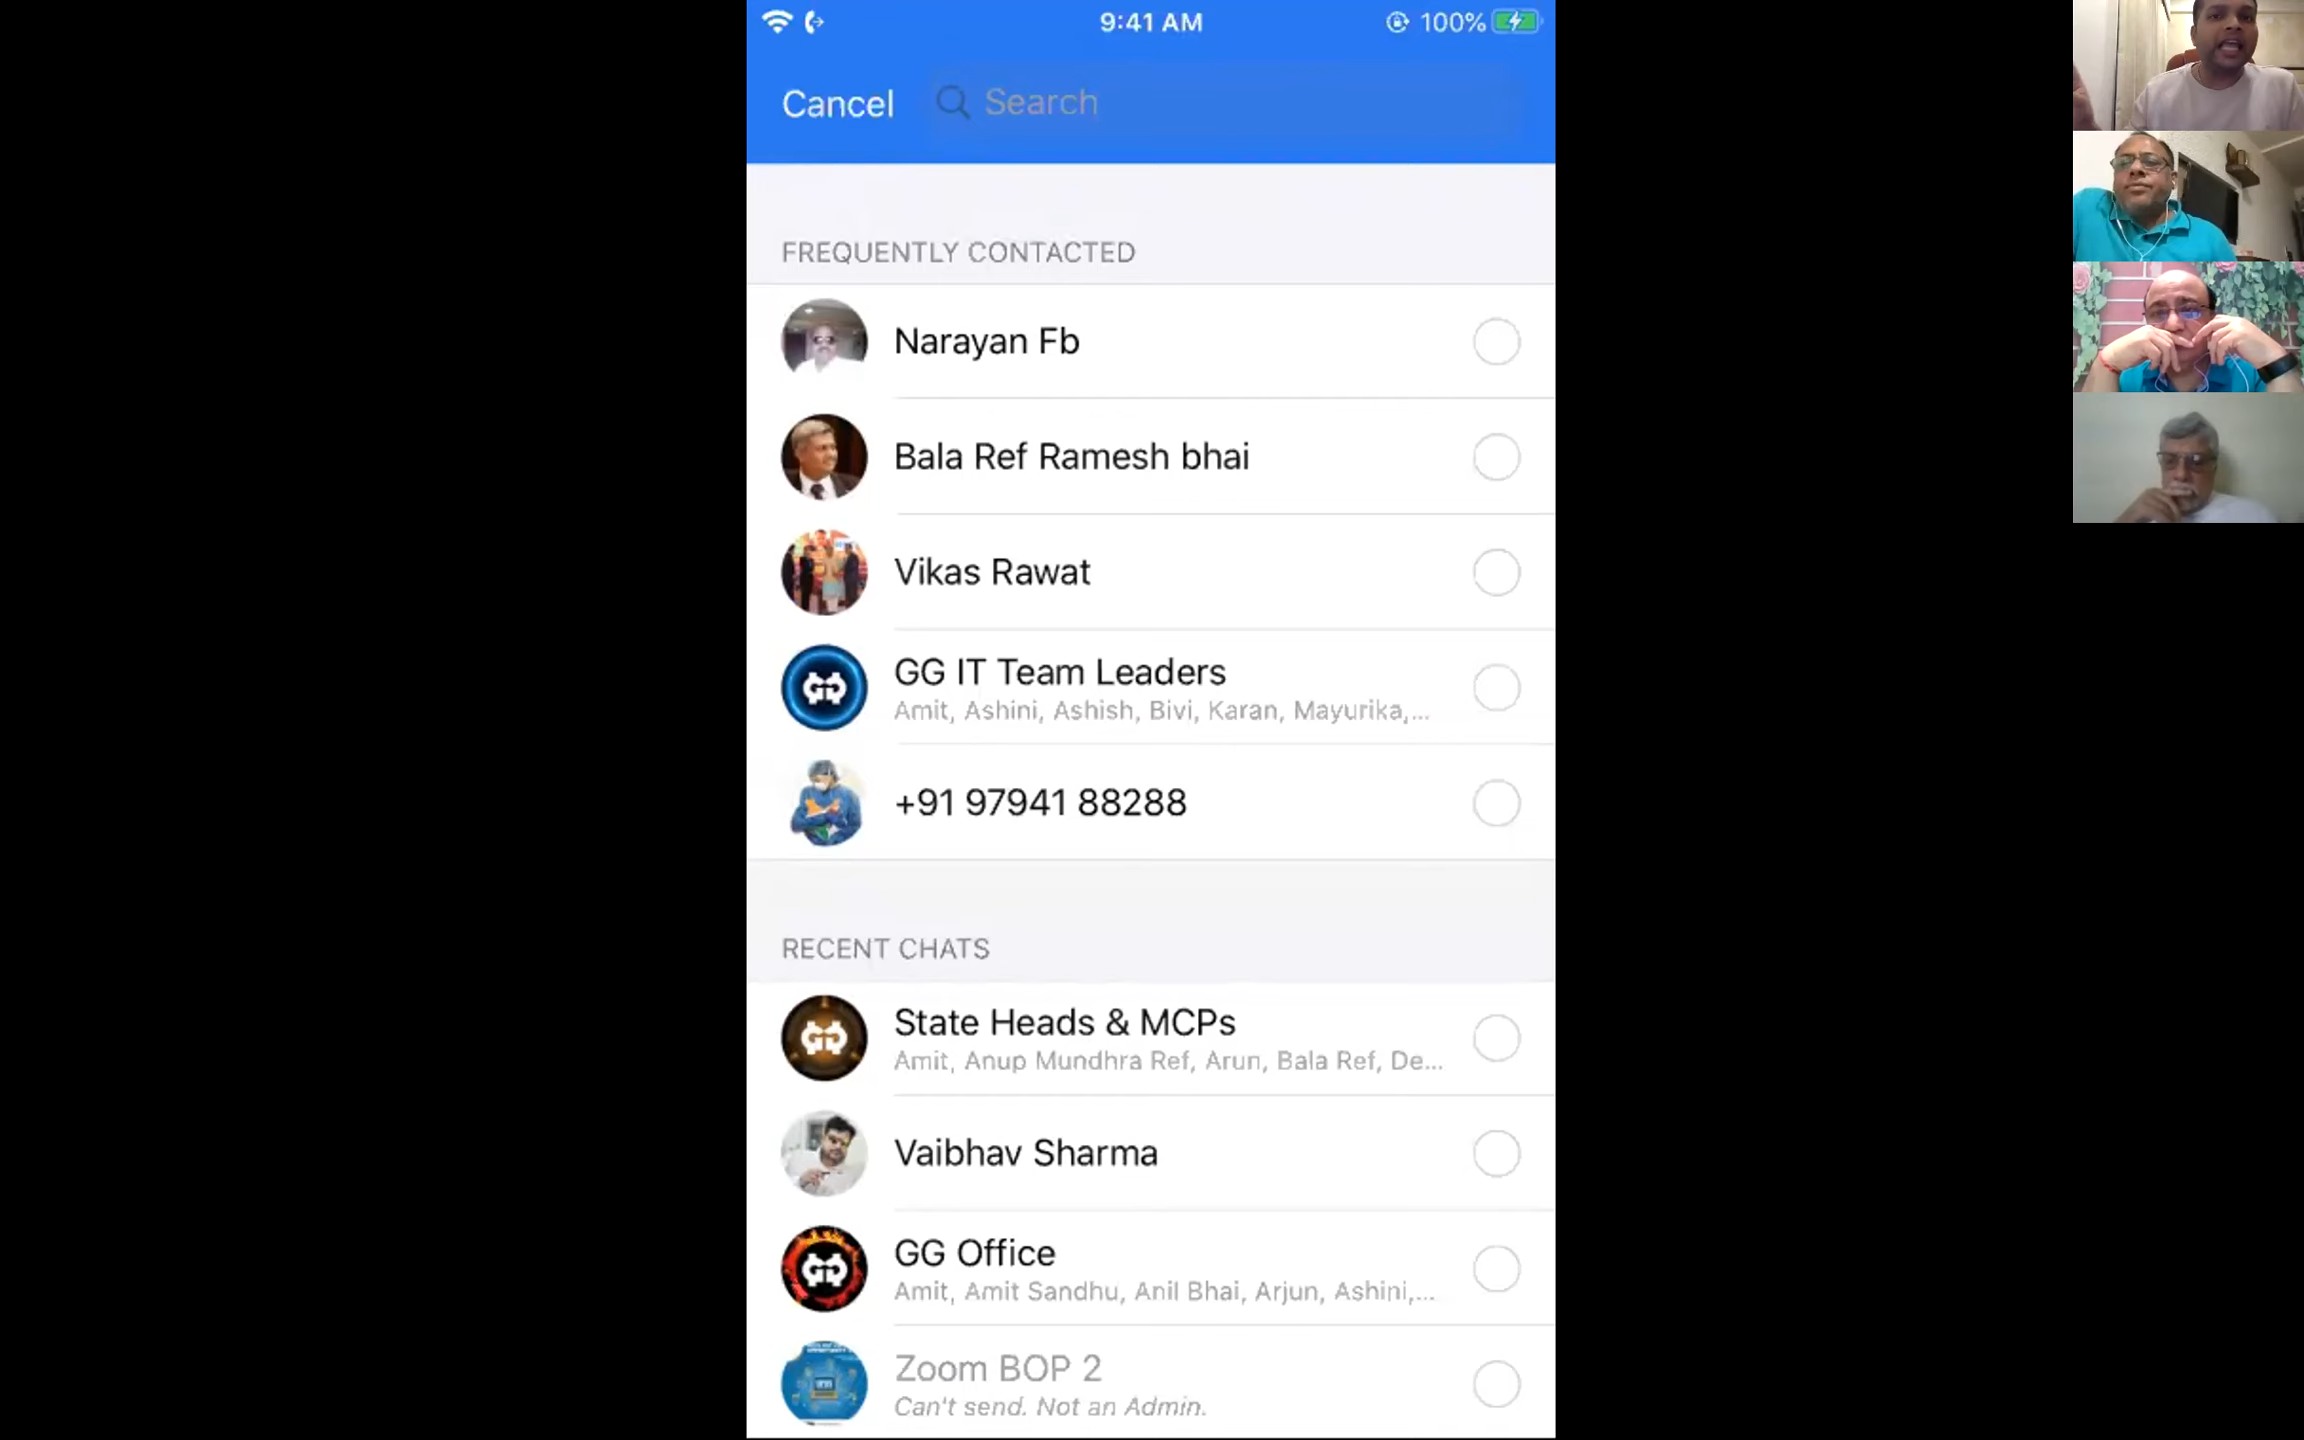 9:41 AM
100%
Cancel
Search
FREQUENTLY CONTACTED
Narayan Fb
Bala Ref Ramesh bhai
Vikas Rawat
GG IT Team Leaders
Amit, Ashini, Ashish, Bivi, Karan, Mayurika,...
+91 97941 88288
RECENT CHATS
State Heads & MCPs
Amit, Anup Mundhra Ref, Arun, Bala Ref, De...
Vaibhav Sharma
GG Office
Amit, Amit Sandhu, Anil Bhai, Arjun, Ashini,...
Zoom BOP 2
Can't send. Not an Admin.